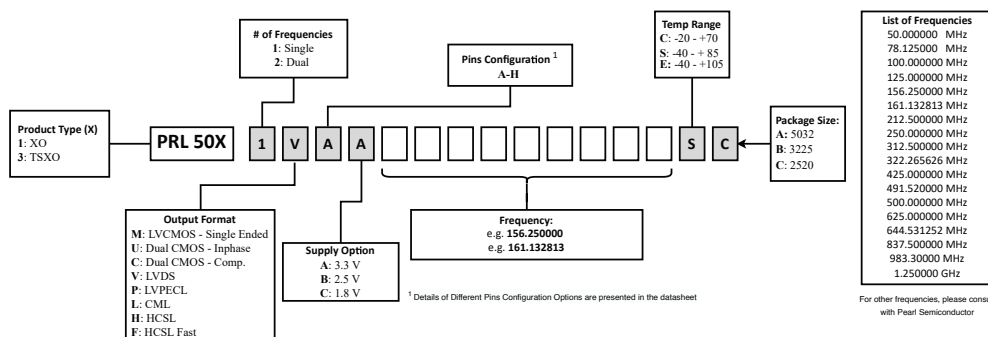 # of Frequencies
1: Single
2: Dual
Pins Configuration 1
A-H
Temp Range
C: -20 - +70
S: -40 - + 85
E: -40 - +105
Product Type (X)
1: XO
3: TSXO
PRL 50X
1
V
A
A
S
C
Package Size:
A: 5032
B: 3225
C: 2520
Output Format
M: LVCMOS - Single Ended
U: Dual CMOS - Inphase
C: Dual CMOS - Comp.
V: LVDS
P: LVPECL
L: CML
H: HCSL
F: HCSL Fast
Supply Option
A: 3.3 V
B: 2.5 V
C: 1.8 V
Frequency:
e.g. 156.250000
e.g. 161.132813
1 Details of Different Pins Configuration Options are presented in the datasheet
List of Frequencies
50.000000 MHz
78.125000 MHz
100.000000 MHz
125.000000 MHz
156.250000 MHz
161.132813 MHz
212.500000 MHz
250.000000 MHz
312.500000 MHz
322.265626 MHz
425.000000 MHz
491.520000 MHz
500.000000 MHz
625.000000 MHz
644.531252 MHz
837.500000 MHz
983.30000 MHz
1.250000 GHz
For other frequencies, please consu
with Pearl Semiconductor